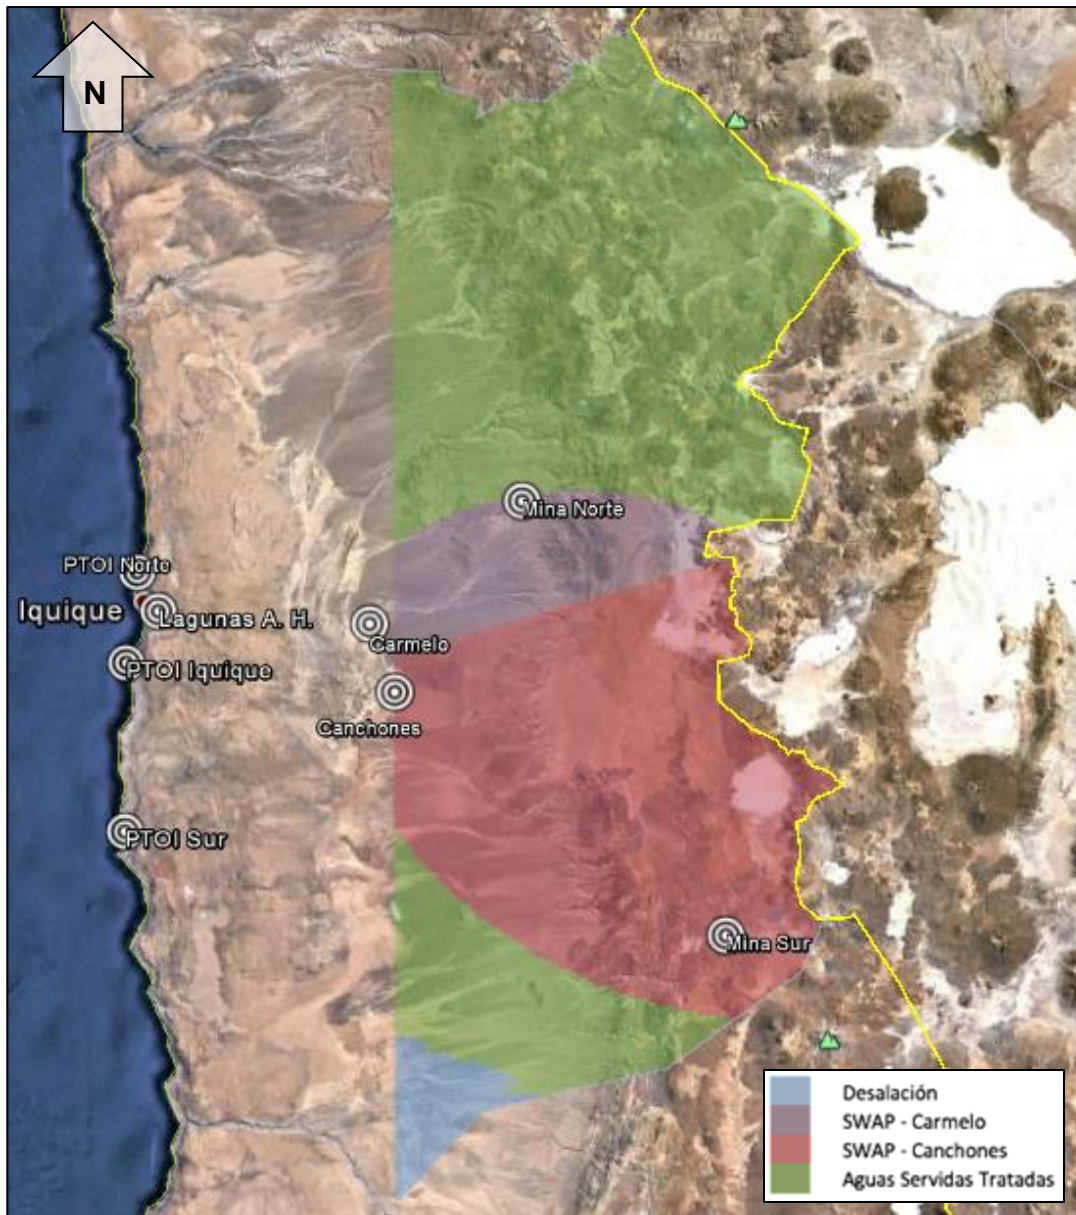 N
Mina Norte
PTOI Norte
Iquique
Lagunas A. H.
Carmelo
PTOI Iquique
Canchones
PTOI Sur
Mina Sur
Desalación
SWAP - Carmelo
SWAP - Canchones
Aguas Servidas Tratadas